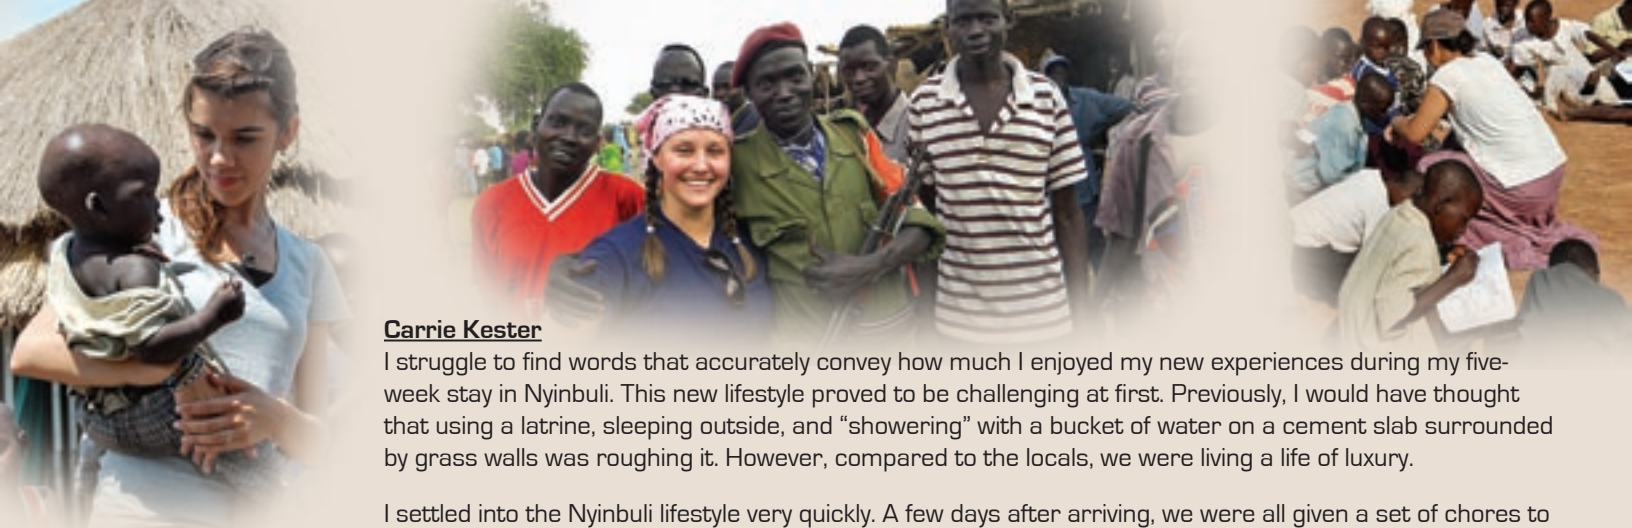 Carrie Kester
I struggle to find words that accurately convey how much I enjoyed my new experiences during my five-
week stay in Nyinbuli. This new lifestyle proved to be challenging at first. Previously, I would have thought
that using a latrine, sleeping outside, and “showering” with a bucket of water on a cement slab surrounded
by grass walls was roughing it. However, compared to the locals, we were living a life of luxury.
I settled into the Nyinbuli lifestyle very quickly. A few days after arriving, we were all given a set of chores to